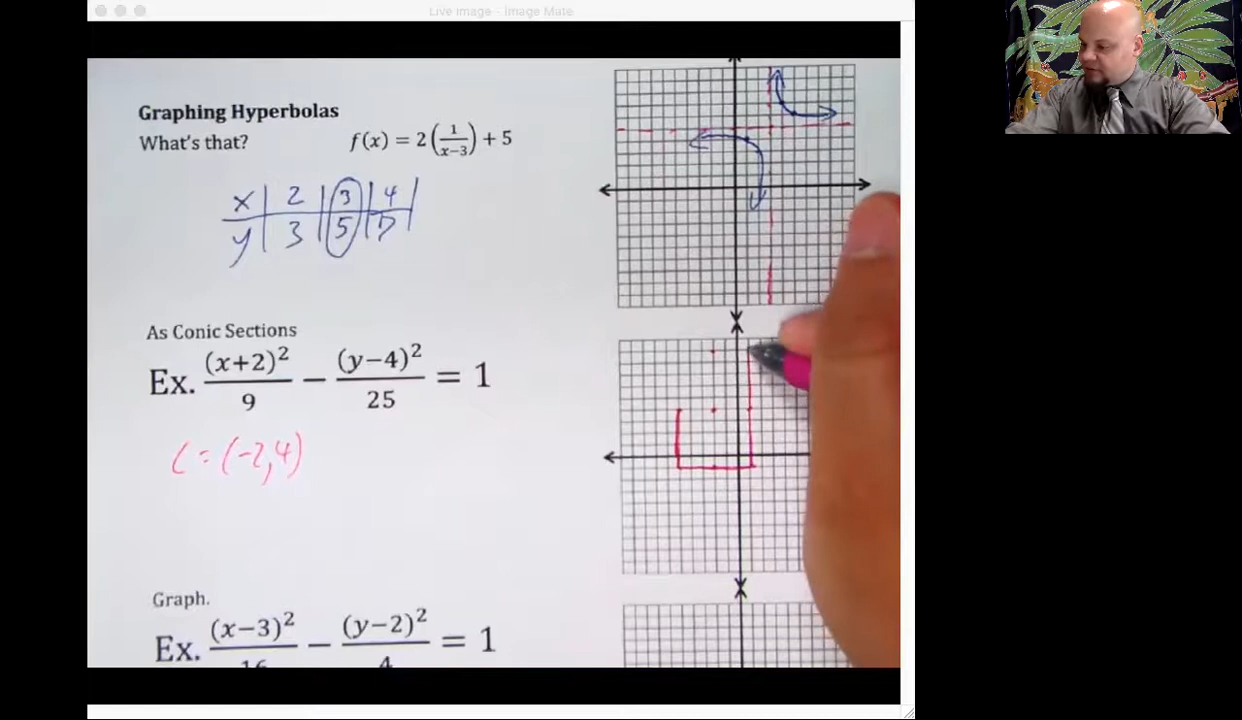 Live Image - Image Mate
Graphing Hyperbolas
What's that? f(x) = 2(1/(x−3)) + 5
x | 2 | 3 | 4
y | 3 | 5 | 7
As Conic Sections
Ex. (x+2)²/9 − (y−4)²/25 = 1
C = (-2,4)
Graph.
Ex. (x−3)²/16 − (y−2)²/4 = 1